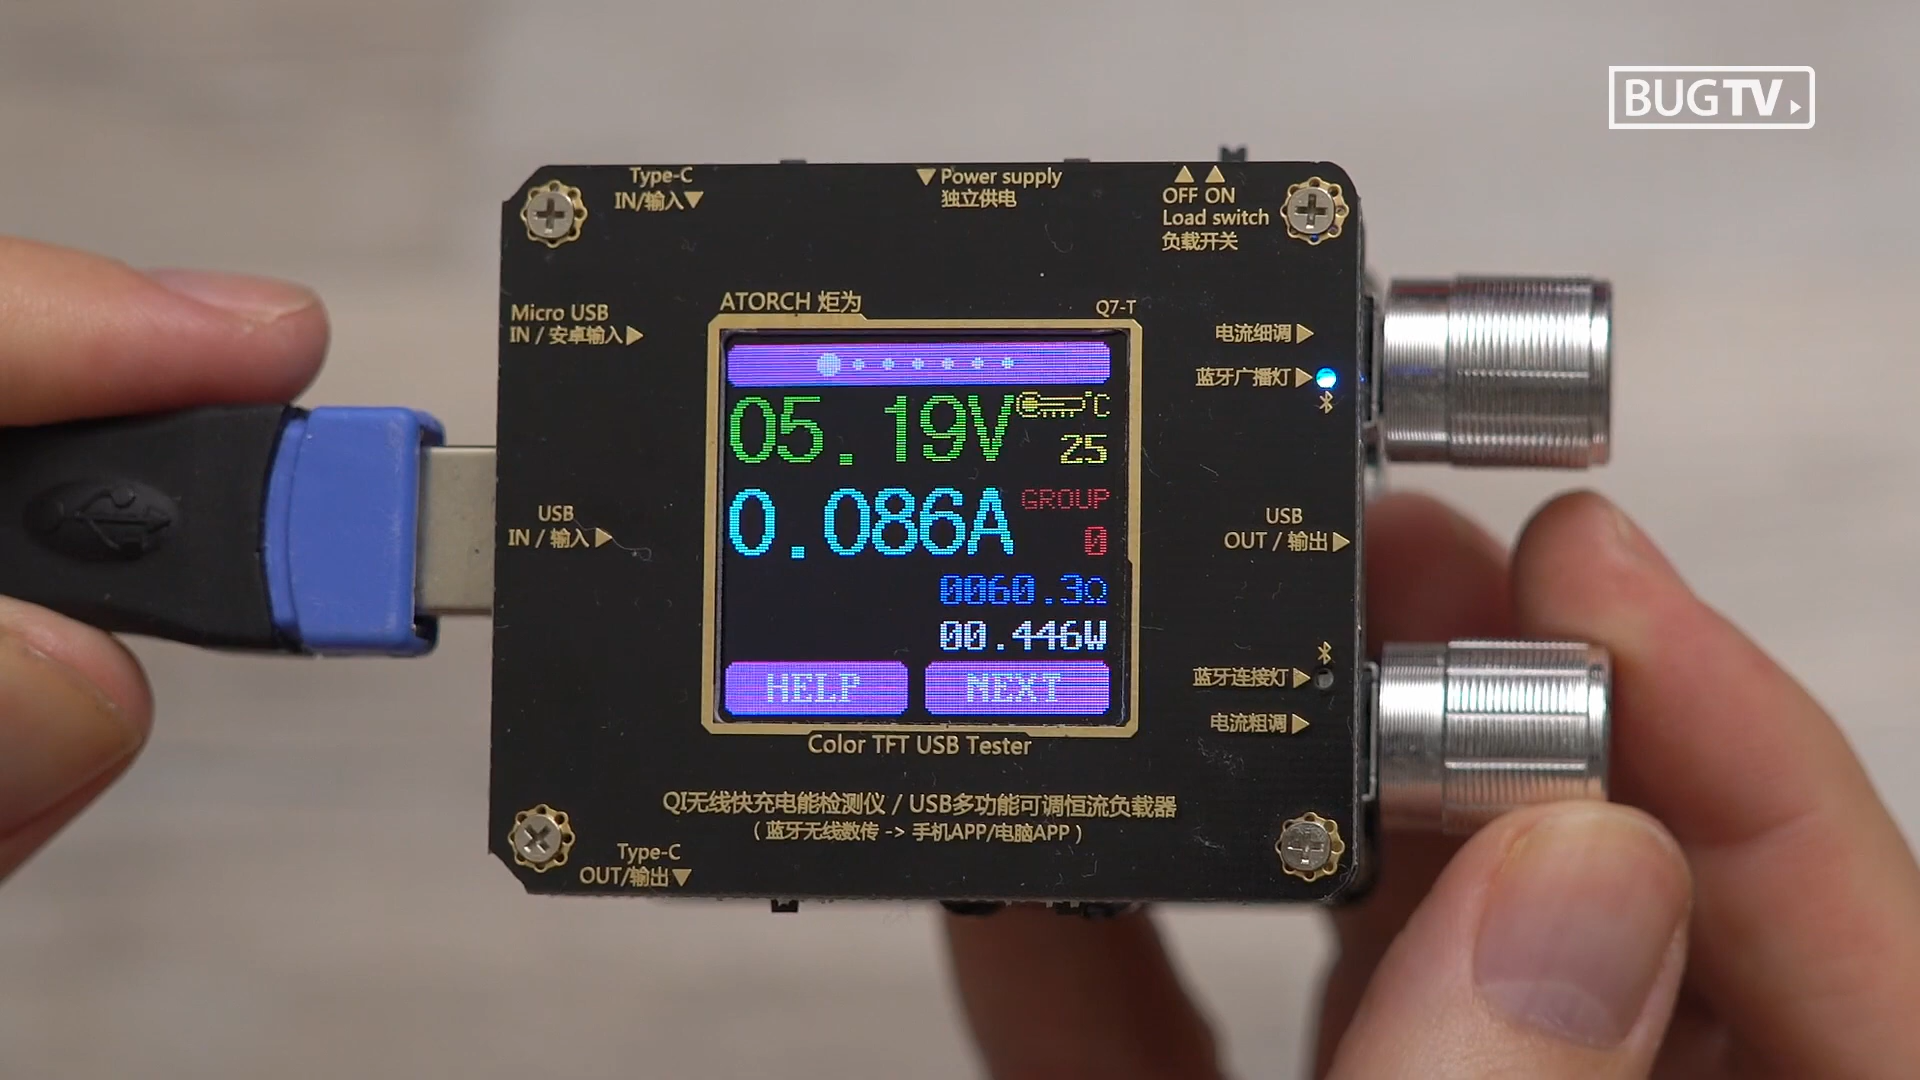 BUGTV
Type-C
IN/输入▼
▼Power supply
独立供电
▲ ▲
OFF ON
Load switch
负载开关
Micro USB
IN / 安卓输入▶
ATORCH 炬为
Q7-T
电流细调▶
蓝牙广播灯▶
05.19V
°C
25
0.086A
GROUP
0
USB
IN / 输入▶
USB
OUT / 输出▶
0060.3Ω
00.446W
HELP
NEXT
蓝牙连接灯▶
电流粗调▶
Color TFT USB Tester
QI无线快充电能检测仪 / USB多功能可调恒流负载器
( 蓝牙无线数传 -> 手机APP/电脑APP )
Type-C
OUT/输出▼